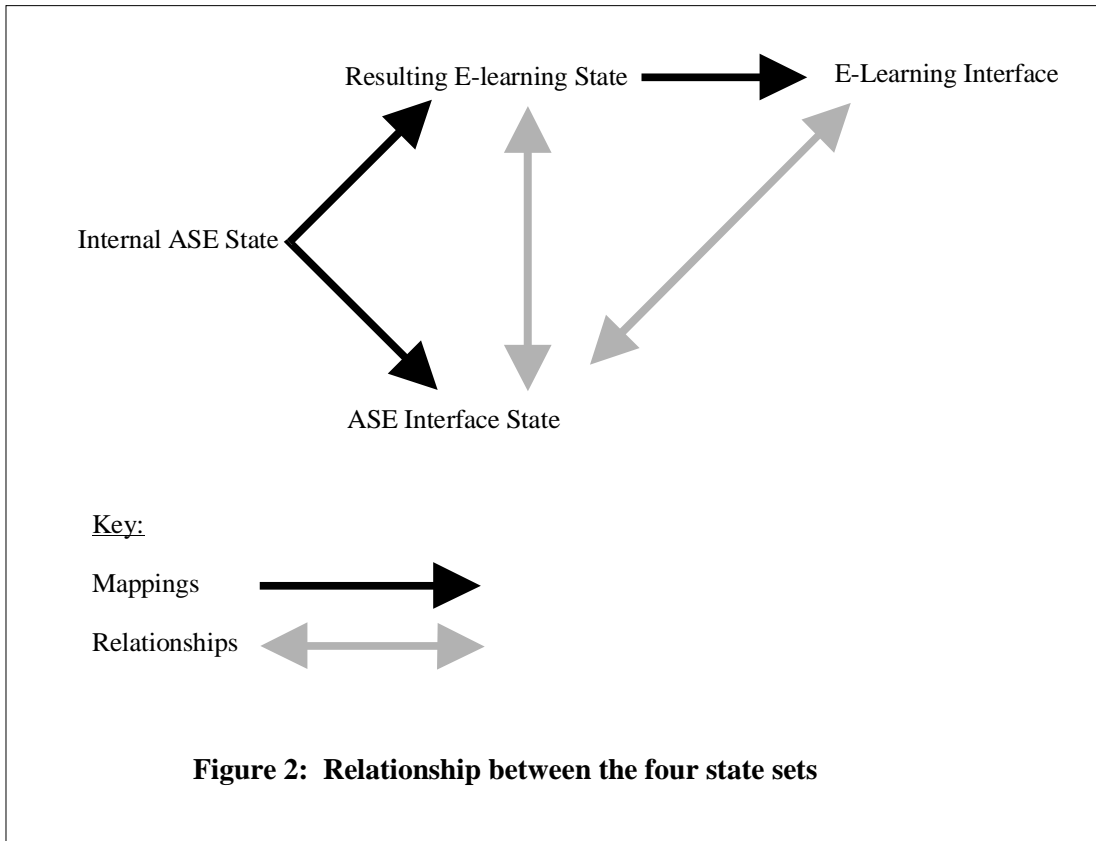 Resulting E-learning State
E-Learning Interface
Internal ASE State
ASE Interface State
Key:
Mappings
Relationships
Figure 2:  Relationship between the four state sets